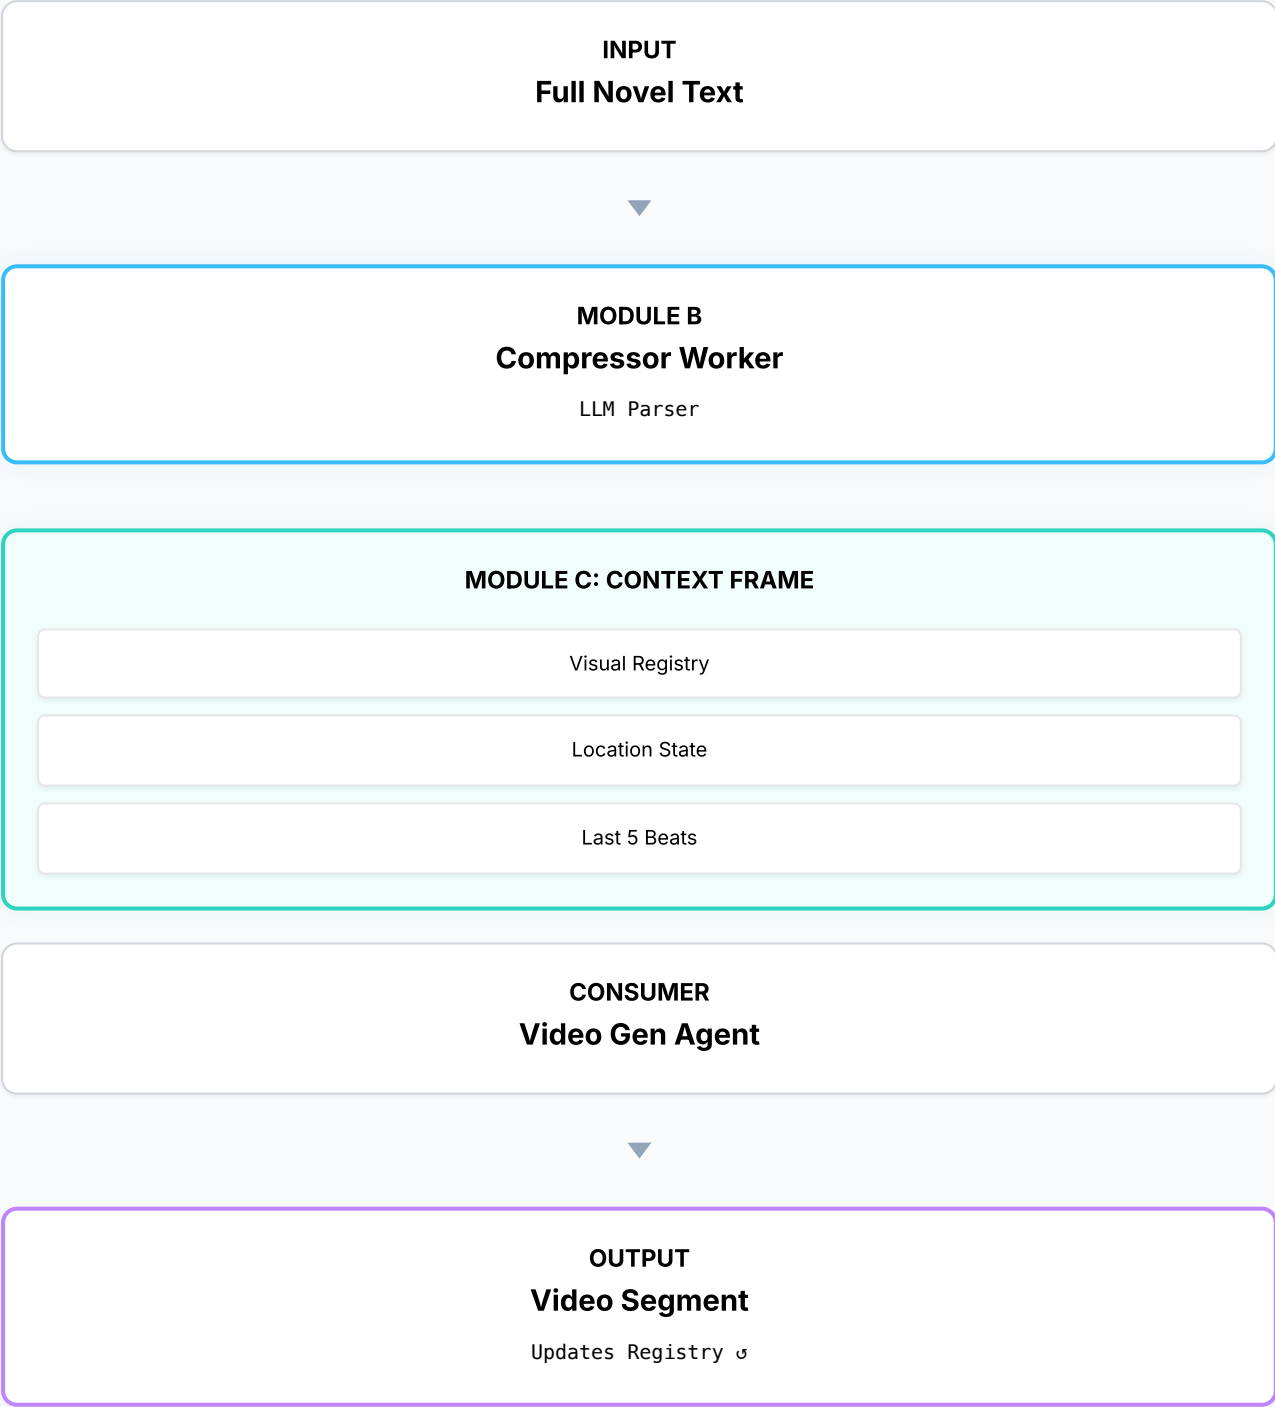 INPUT
Full Novel Text
MODULE B
Compressor Worker
LLM Parser
MODULE C: CONTEXT FRAME
Visual Registry
Location State
Last 5 Beats
CONSUMER
Video Gen Agent
OUTPUT
Video Segment
Updates Registry ↺